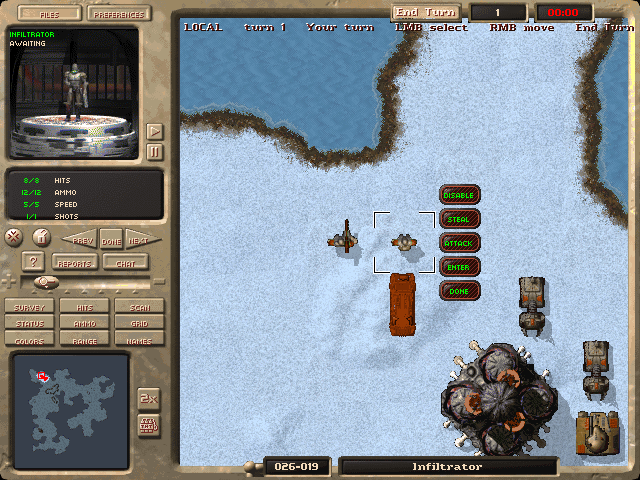 FILES PREFERENCES End Turn 1 00:00
LOCAL turn 1 Your turn LMB select RMB move End Turn
INFILTRATOR
AWAITING
8/8 HITS
12/12 AMMO
5/5 SPEED
1/1 SHOTS
PREV DONE NEXT
? REPORTS CHAT
SURVEY HITS SCAN
STATUS AMMO GRID
COLORS RANGE NAMES
2x
DISABLE
STEAL
ATTACK
ENTER
DONE
026-019 Infiltrator